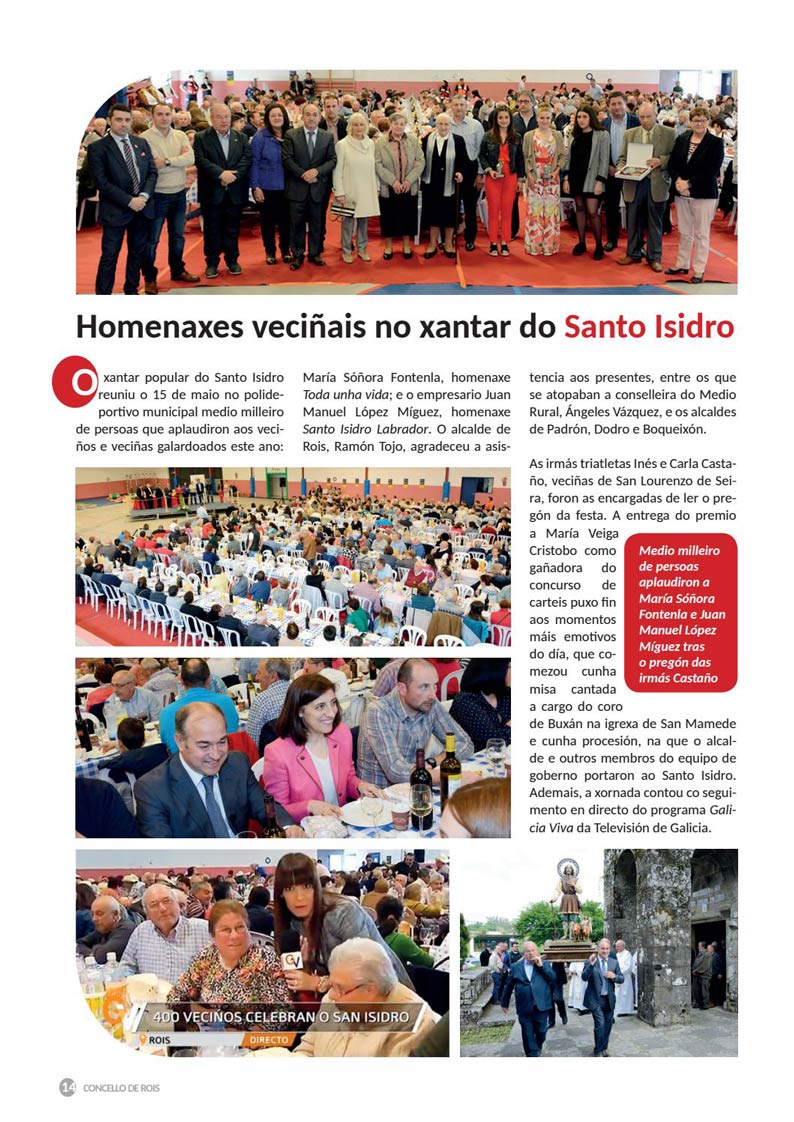 Homenaxes veciñais no xantar do Santo Isidro
O xantar popular do Santo Isidro
reuniu o 15 de maio no polide-
portivo municipal medio milleiro
de persoas que aplaudiron aos veci-
ños e veciñas galardoados este ano:
María Sóñora Fontenla, homenaxe
Toda unha vida; e o empresario Juan
Manuel López Míguez, homenaxe
Santo Isidro Labrador. O alcalde de
Rois, Ramón Tojo, agradeceu a asis-
tencia aos presentes, entre os que
se atopaban a conselleira do Medio
Rural, Ángeles Vázquez, e os alcaldes
de Padrón, Dodro e Boqueixón.
As irmás triatletas Inés e Carla Casta-
ño, veciñas de San Lourenzo de Sei-
ra, foron as encargadas de ler o pre-
gón da festa. A entrega do premio
a María Veiga
Cristobo como
gañadora do
concurso de
carteis puxo fin
aos momentos
máis emotivos
do día, que co-
mezou cunha
misa cantada
a cargo do coro
de Buxán na igrexa de San Mamede
e cunha procesión, na que o alcal-
de e outros membros do equipo de
goberno portaron ao Santo Isidro.
Ademais, a xornada contou co segui-
mento en directo do programa Gali-
cia Viva da Televisión de Galicia.
Medio milleiro
de persoas
aplaudiron a
María Sóñora
Fontenla e Juan
Manuel López
Míguez tras
o pregón das
irmás Castaño
GV
400 VECINOS CELEBRAN O SAN ISIDRO
ROIS DIRECTO
14 CONCELLO DE ROIS